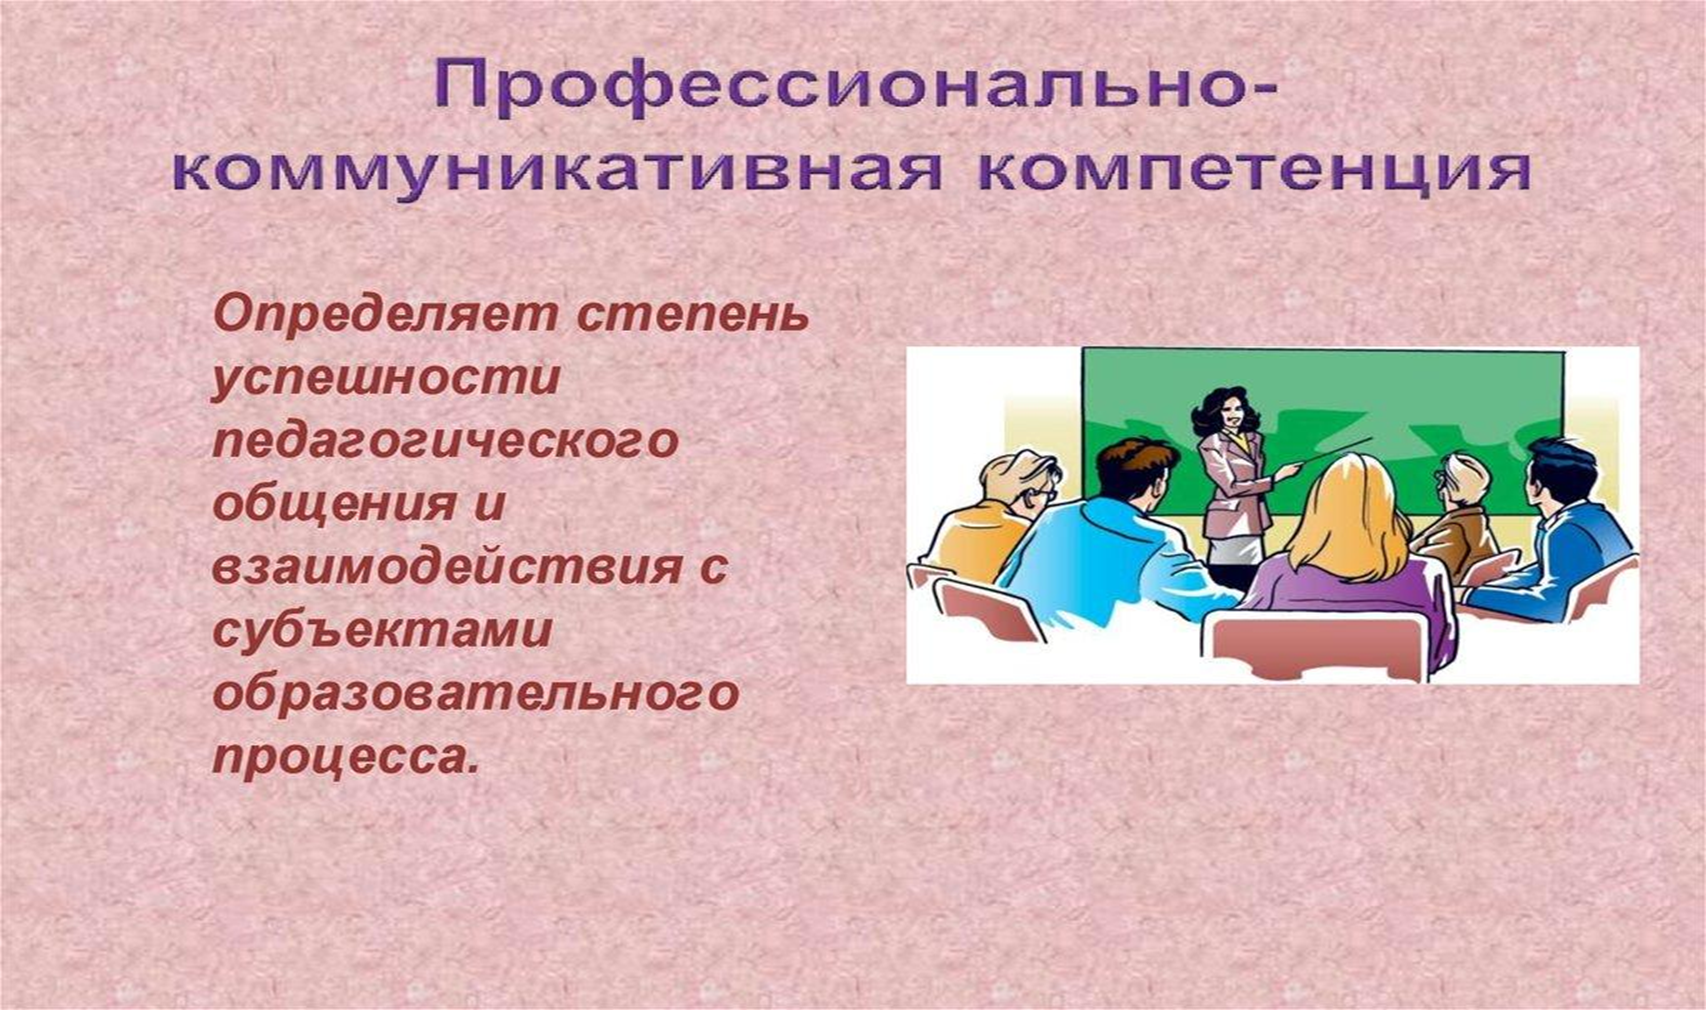 Профессионально-
коммуникативная компетенция
Определяет степень
успешности
педагогического
общения и
взаимодействия с
субъектами
образовательного
процесса.